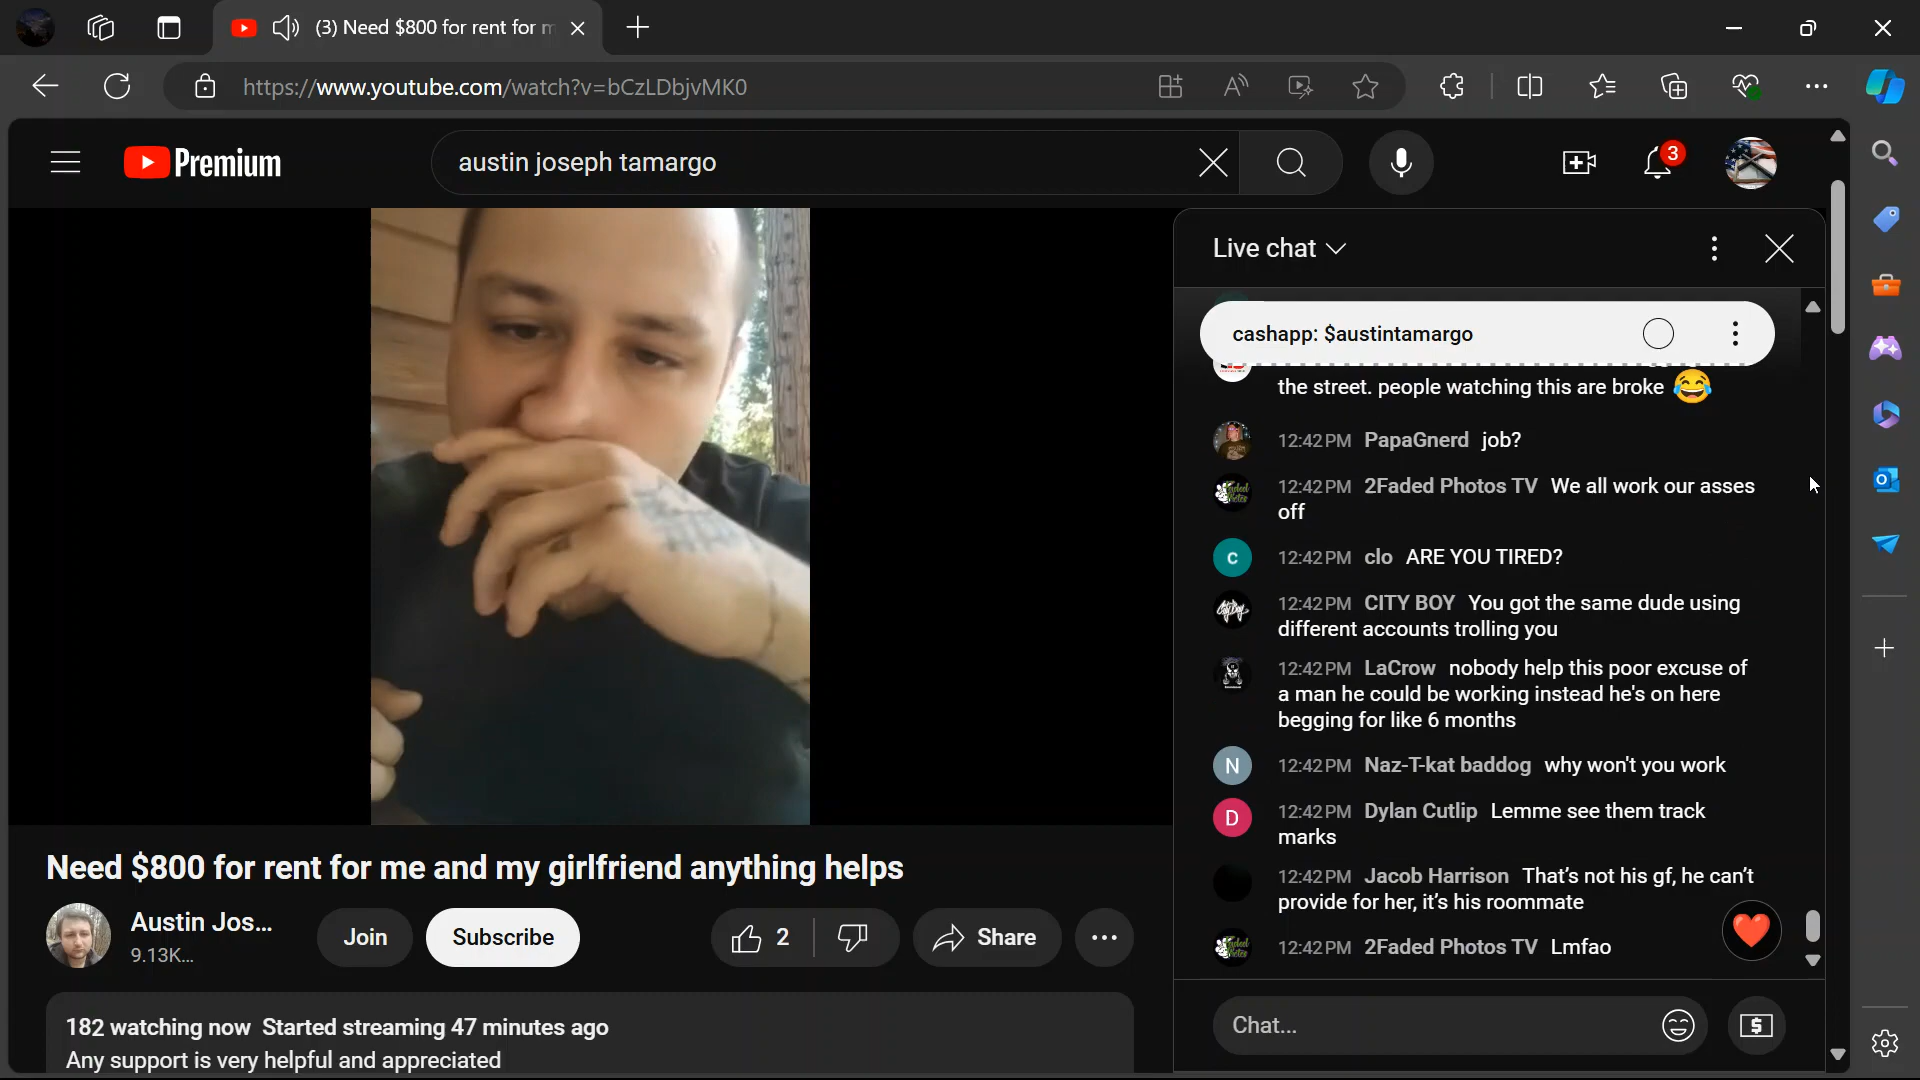 (3) Need $800 for rent for m
https://www.youtube.com/watch?v=bCzLDbjvMK0
Premium
austin joseph tamargo
3
Live chat
cashapp: $austintamargo
the street. people watching this are broke 😂
12:42 PM PapaGnerd job?
12:42 PM 2Faded Photos TV We all work our asses
off
C
12:42 PM clo ARE YOU TIRED?
12:42 PM CITY BOY You got the same dude using
different accounts trolling you
12:42 PM LaCrow nobody help this poor excuse of
a man he could be working instead he's on here
begging for like 6 months
N
12:42 PM Naz-T-kat baddog why won't you work
D
12:42 PM Dylan Cutlip Lemme see them track
marks
12:42 PM Jacob Harrison That's not his gf, he can't
provide for her, it's his roommate
12:42 PM 2Faded Photos TV Lmfao
Chat...
Need $800 for rent for me and my girlfriend anything helps
Austin Jos...
9.13K...
Join
Subscribe
2
Share
182 watching now Started streaming 47 minutes ago
Any support is very helpful and appreciated